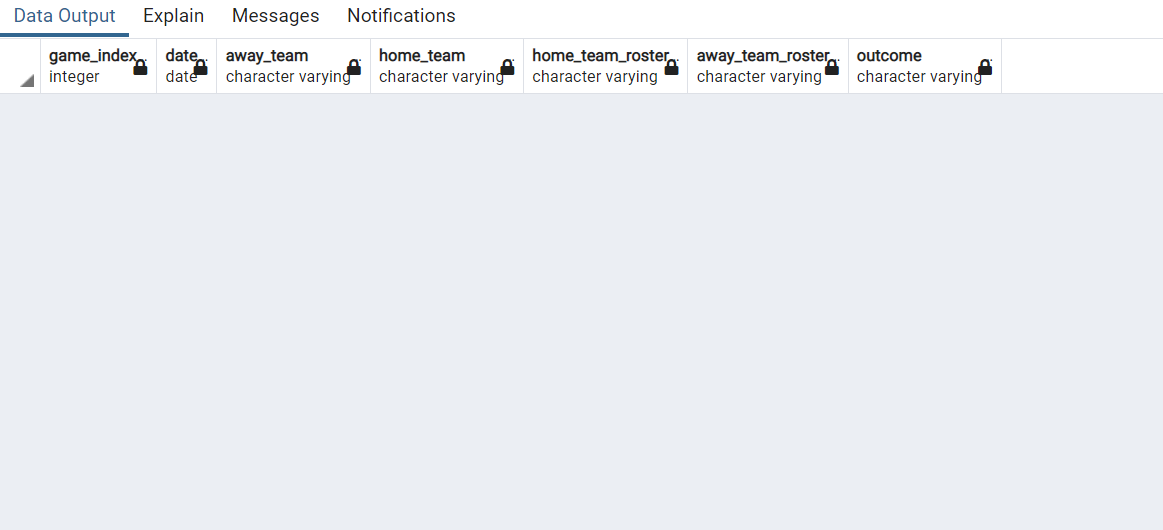 Data Output Explain Messages Notifications
game_index date away_team home_team home_team_roster away_team_roster outcome
integer date character varying character varying character varying character varying character varying